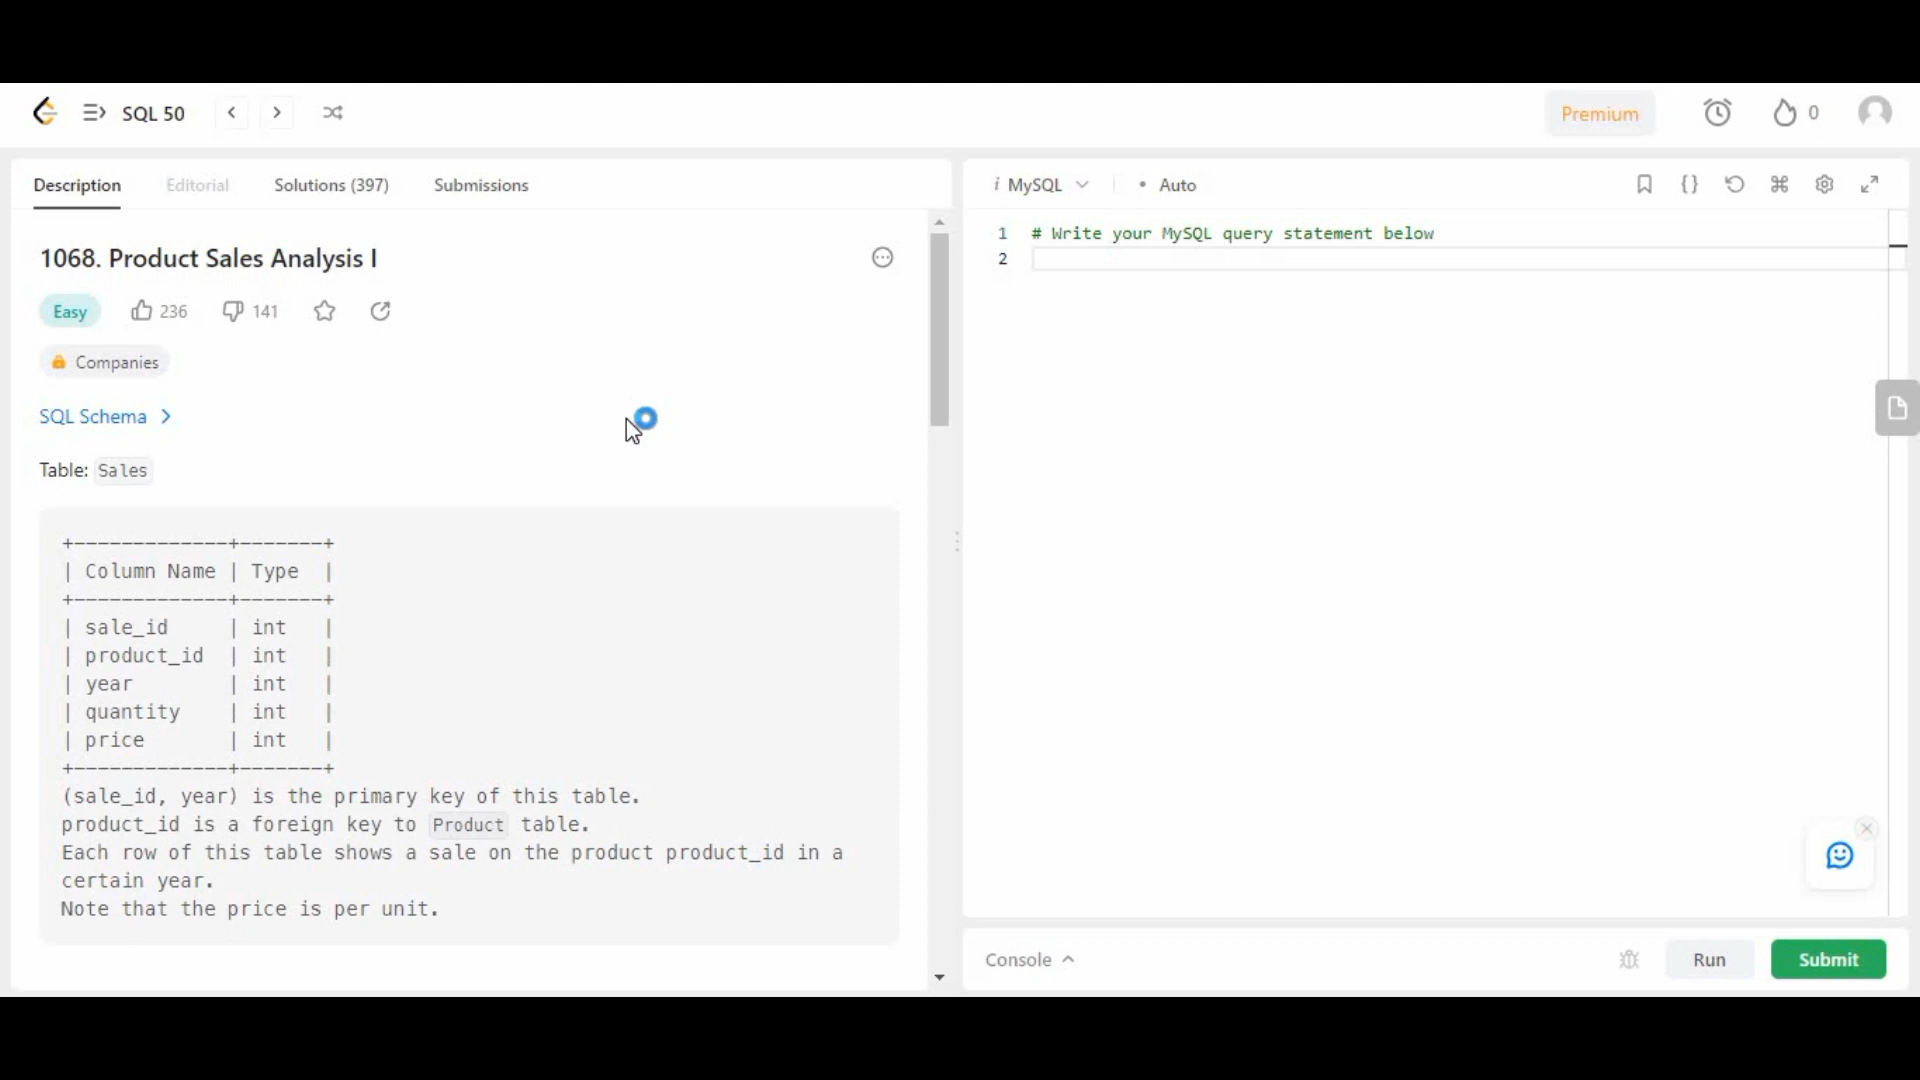 SQL 50
Premium
0
Description
Editorial
Solutions (397)
Submissions
1068. Product Sales Analysis I
Easy
236
141
Companies
SQL Schema
Table: Sales
+-------------+-------+
| Column Name | Type  |
+-------------+-------+
| sale_id     | int   |
| product_id  | int   |
| year        | int   |
| quantity    | int   |
| price       | int   |
+-------------+-------+
(sale_id, year) is the primary key of this table.
product_id is a foreign key to Product table.
Each row of this table shows a sale on the product product_id in a
certain year.
Note that the price is per unit.
i MySQL
• Auto
1 # Write your MySQL query statement below
2
Console
Run
Submit